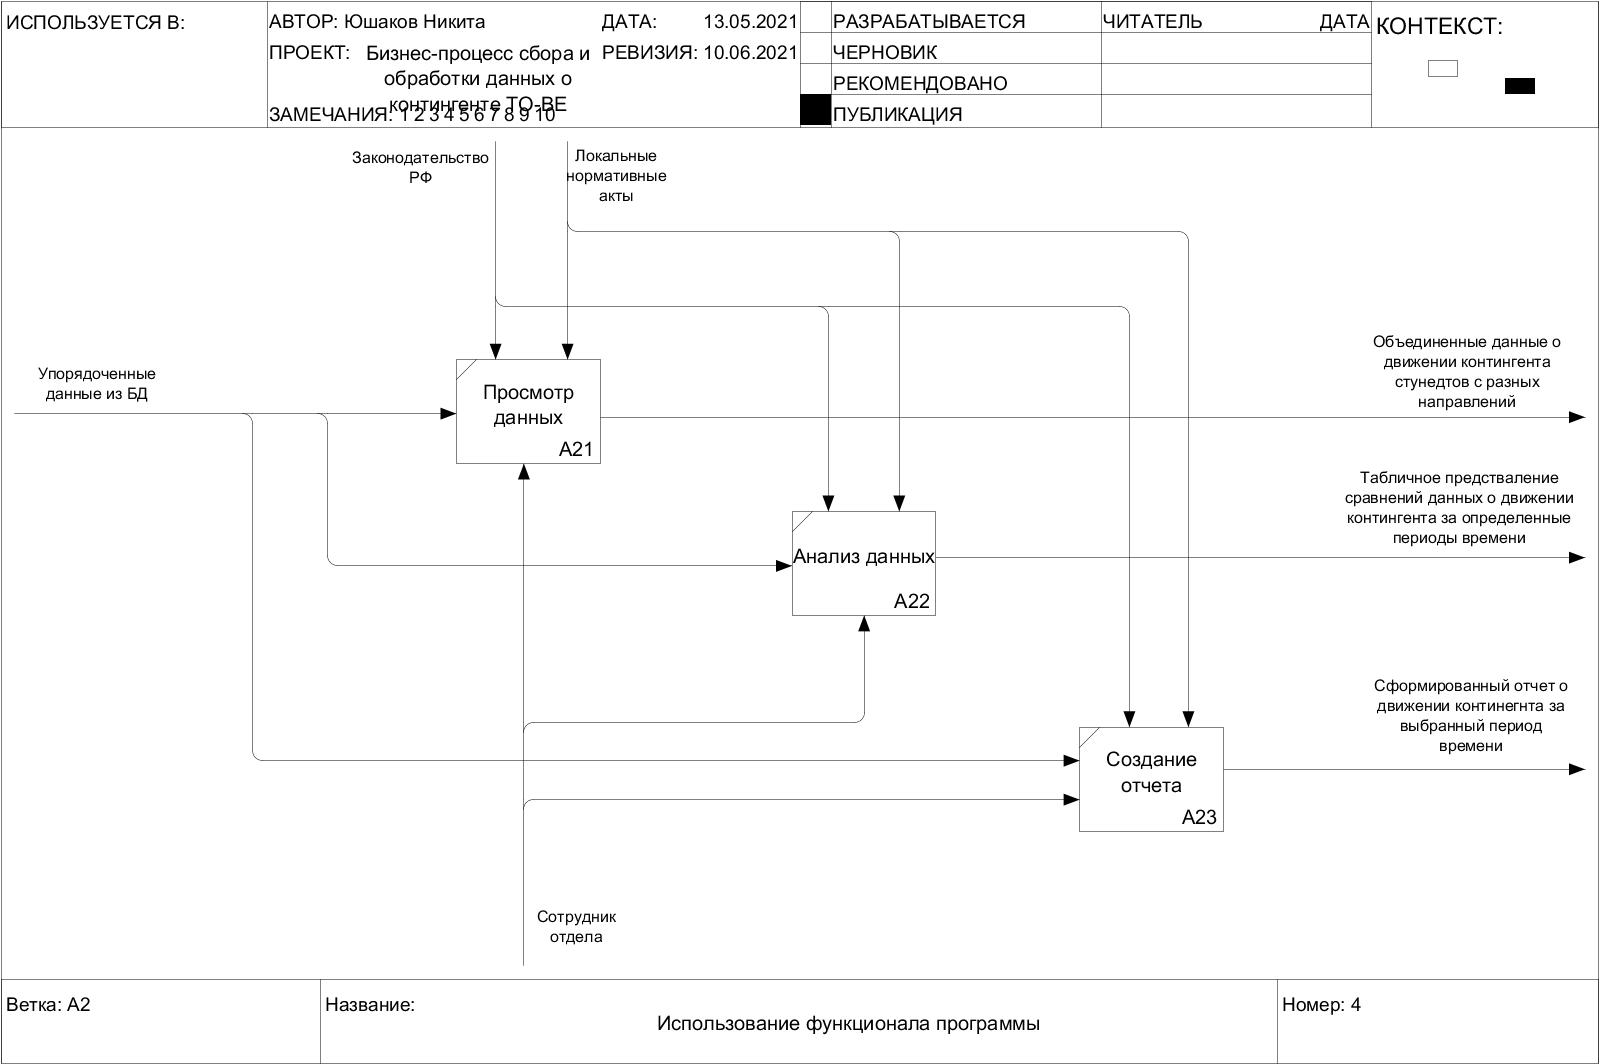 ИСПОЛЬЗУЕТСЯ В:
АВТОР: Юшаков Никита
ДАТА: 13.05.2021
ПРОЕКТ: Бизнес-процесс сбора и
обработки данных о
контингенте TO-BE
РЕВИЗИЯ: 10.06.2021
ЗАМЕЧАНИЯ: 1 2 3 4 5 6 7 8 9 10
РАЗРАБАТЫВАЕТСЯ
ЧЕРНОВИК
РЕКОМЕНДОВАНО
ПУБЛИКАЦИЯ
ЧИТАТЕЛЬ
ДАТА
КОНТЕКСТ:
Законодательство
РФ
Локальные
нормативные
акты
Упорядоченные
данные из БД
Просмотр
данных
A21
Объединенные данные о
движении контингента
стунедтов с разных
направлений
Анализ данных
A22
Табличное предстваление
сравнений данных о движении
контингента за определенные
периоды времени
Создание
отчета
A23
Сформированный отчет о
движении континегнта за
выбранный период
времени
Сотрудник
отдела
Ветка: A2
Название:
Использование функционала программы
Номер: 4